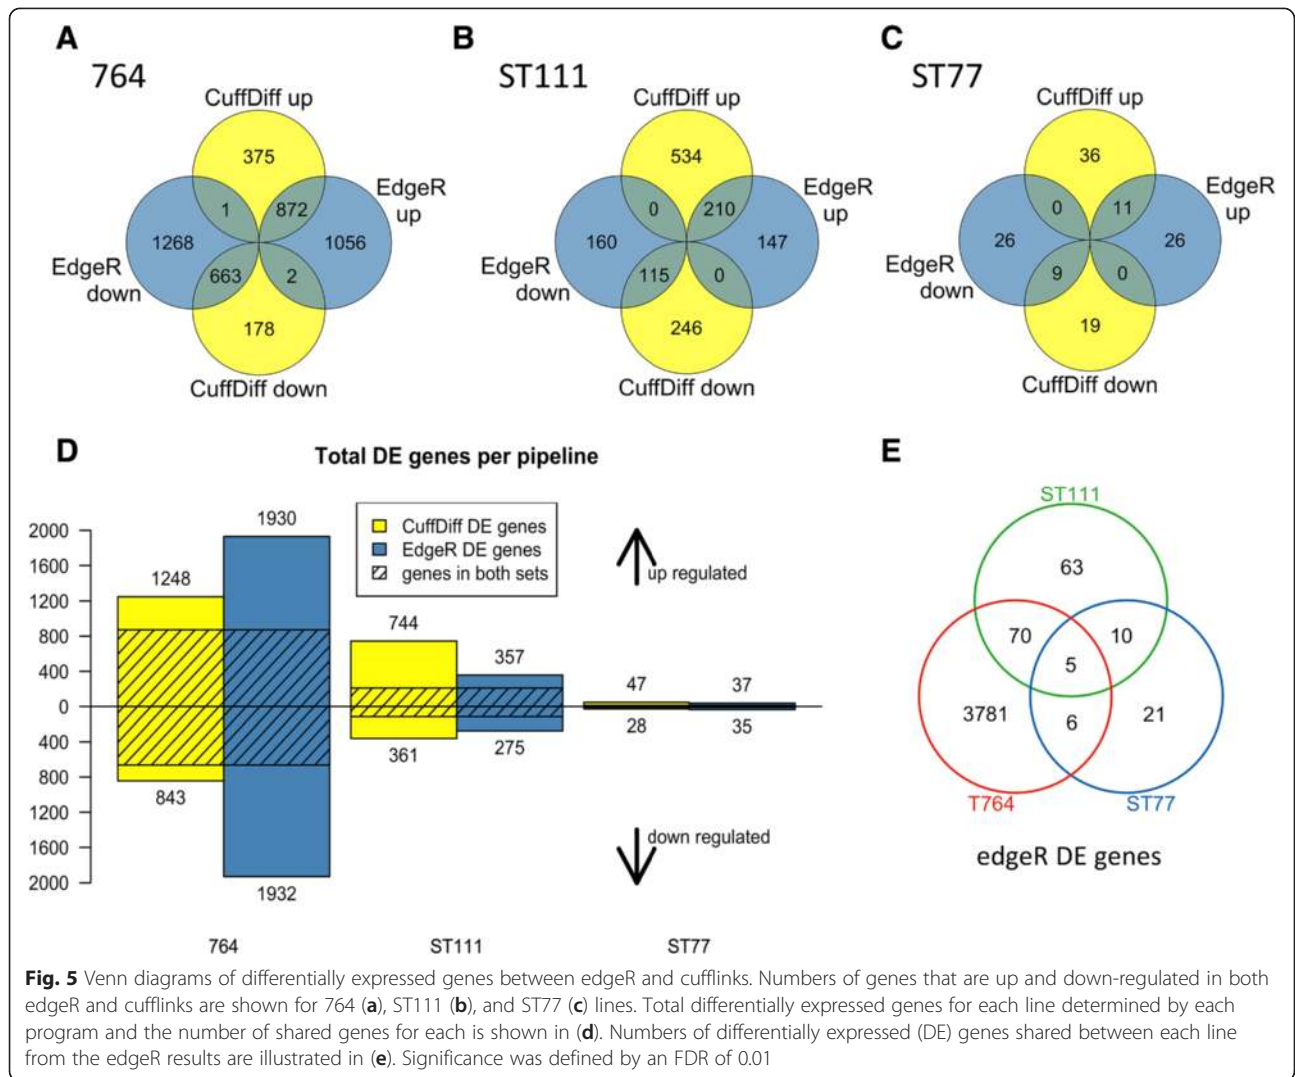 A
764
CuffDiff up
375
EdgeR
up
1
872
1268
1056
EdgeR
down
663
2
178
CuffDiff down
B
ST111
CuffDiff up
534
EdgeR
up
0
210
160
147
EdgeR
down
115
0
246
CuffDiff down
C
ST77
CuffDiff up
36
EdgeR
up
0
11
26
26
EdgeR
down
9
0
19
CuffDiff down
D
Total DE genes per pipeline
2000
1600
1200
800
400
0
400
800
1200
1600
2000
1248
1930
843
1932
744
357
361
275
47
37
28
35
CuffDiff DE genes
EdgeR DE genes
genes in both sets
up regulated
down regulated
764
ST111
ST77
E
ST111
63
70
10
5
3781
6
21
T764
ST77
edgeR DE genes
Fig. 5 Venn diagrams of differentially expressed genes between edgeR and cufflinks. Numbers of genes that are up and down-regulated in both
edgeR and cufflinks are shown for 764 (a), ST111 (b), and ST77 (c) lines. Total differentially expressed genes for each line determined by each
program and the number of shared genes for each is shown in (d). Numbers of differentially expressed (DE) genes shared between each line
from the edgeR results are illustrated in (e). Significance was defined by an FDR of 0.01